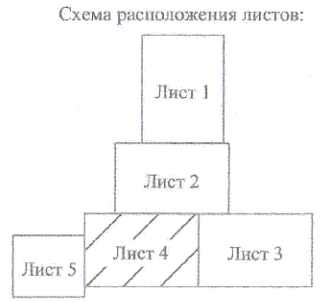 Схема расположения листов:
Лист 1
Лист 2
Лист 4
Лист 3
Лист 5